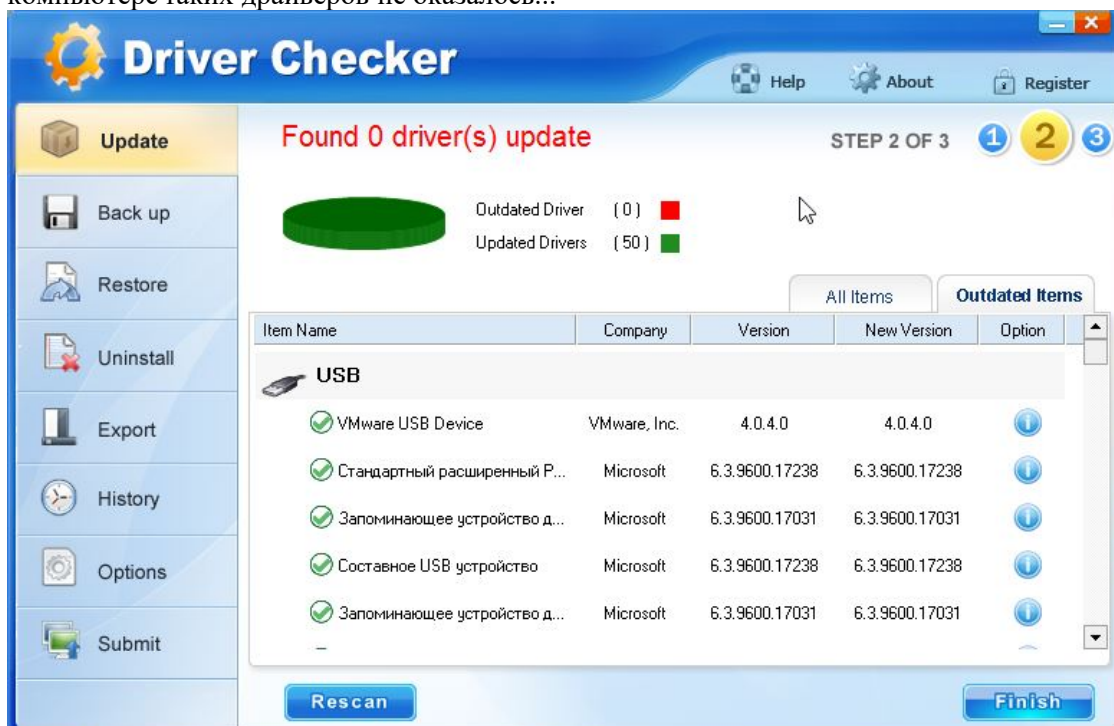 компьютере таких драйверов не оказалось...
Driver Checker
Help About Register
Update
Found 0 driver(s) update
STEP 2 OF 3 1 2 3
Back up
Outdated Driver ( 0 )
Updated Drivers ( 50 )
Restore
All Items Outdated Items
Item Name Company Version New Version Option
Uninstall
USB
VMware USB Device VMware, Inc. 4.0.4.0 4.0.4.0
Export
Стандартный расширенный P... Microsoft 6.3.9600.17238 6.3.9600.17238
History
Запоминающее устройство д... Microsoft 6.3.9600.17031 6.3.9600.17031
Options
Составное USB устройство Microsoft 6.3.9600.17238 6.3.9600.17238
Запоминающее устройство д... Microsoft 6.3.9600.17031 6.3.9600.17031
Submit
Rescan Finish